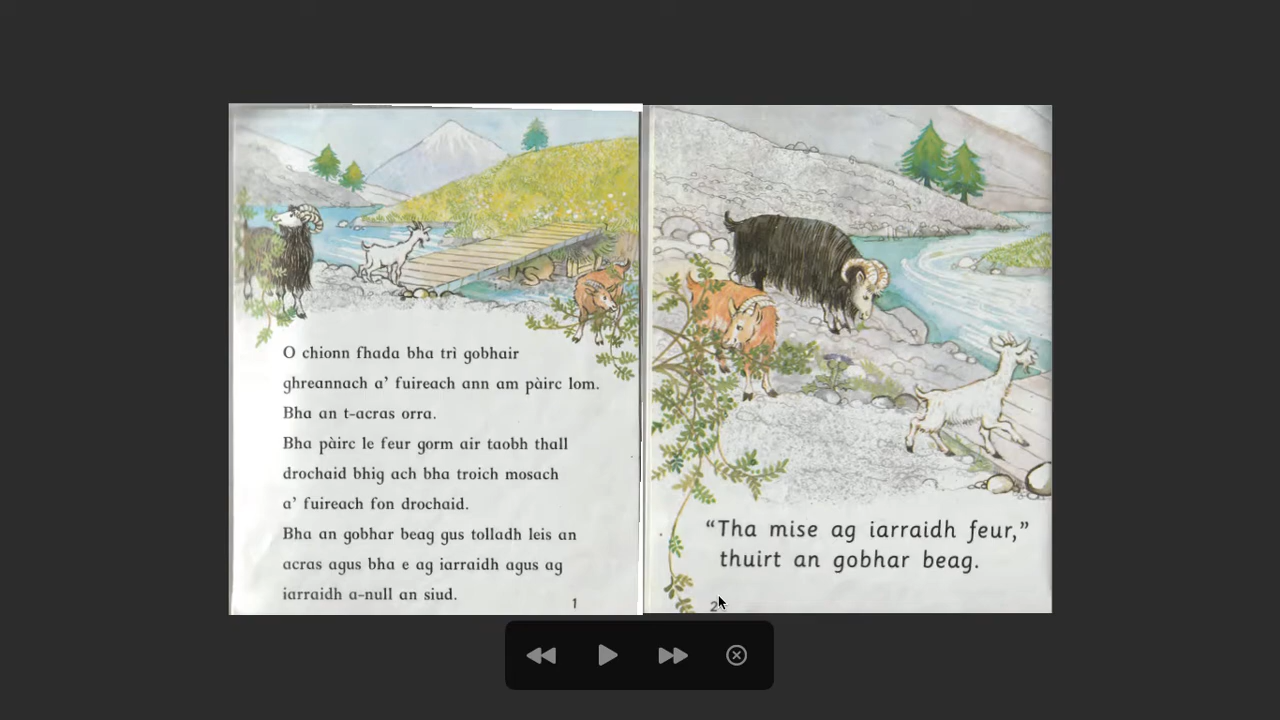 O chionn fhada bha trì gobhair
ghreannach a' fuireach ann am pàirc lom.
Bha an t-acras orra.
Bha pàirc le feur gorm air taobh thall
drochaid bhig ach bha troich mosach
a' fuireach fon drochaid.
Bha an gobhar beag gus tolladh leis an
acras agus bha e ag iarraidh agus ag
iarraidh a-null an siud.
1
“Tha mise ag iarraidh feur,”
thuirt an gobhar beag.
2